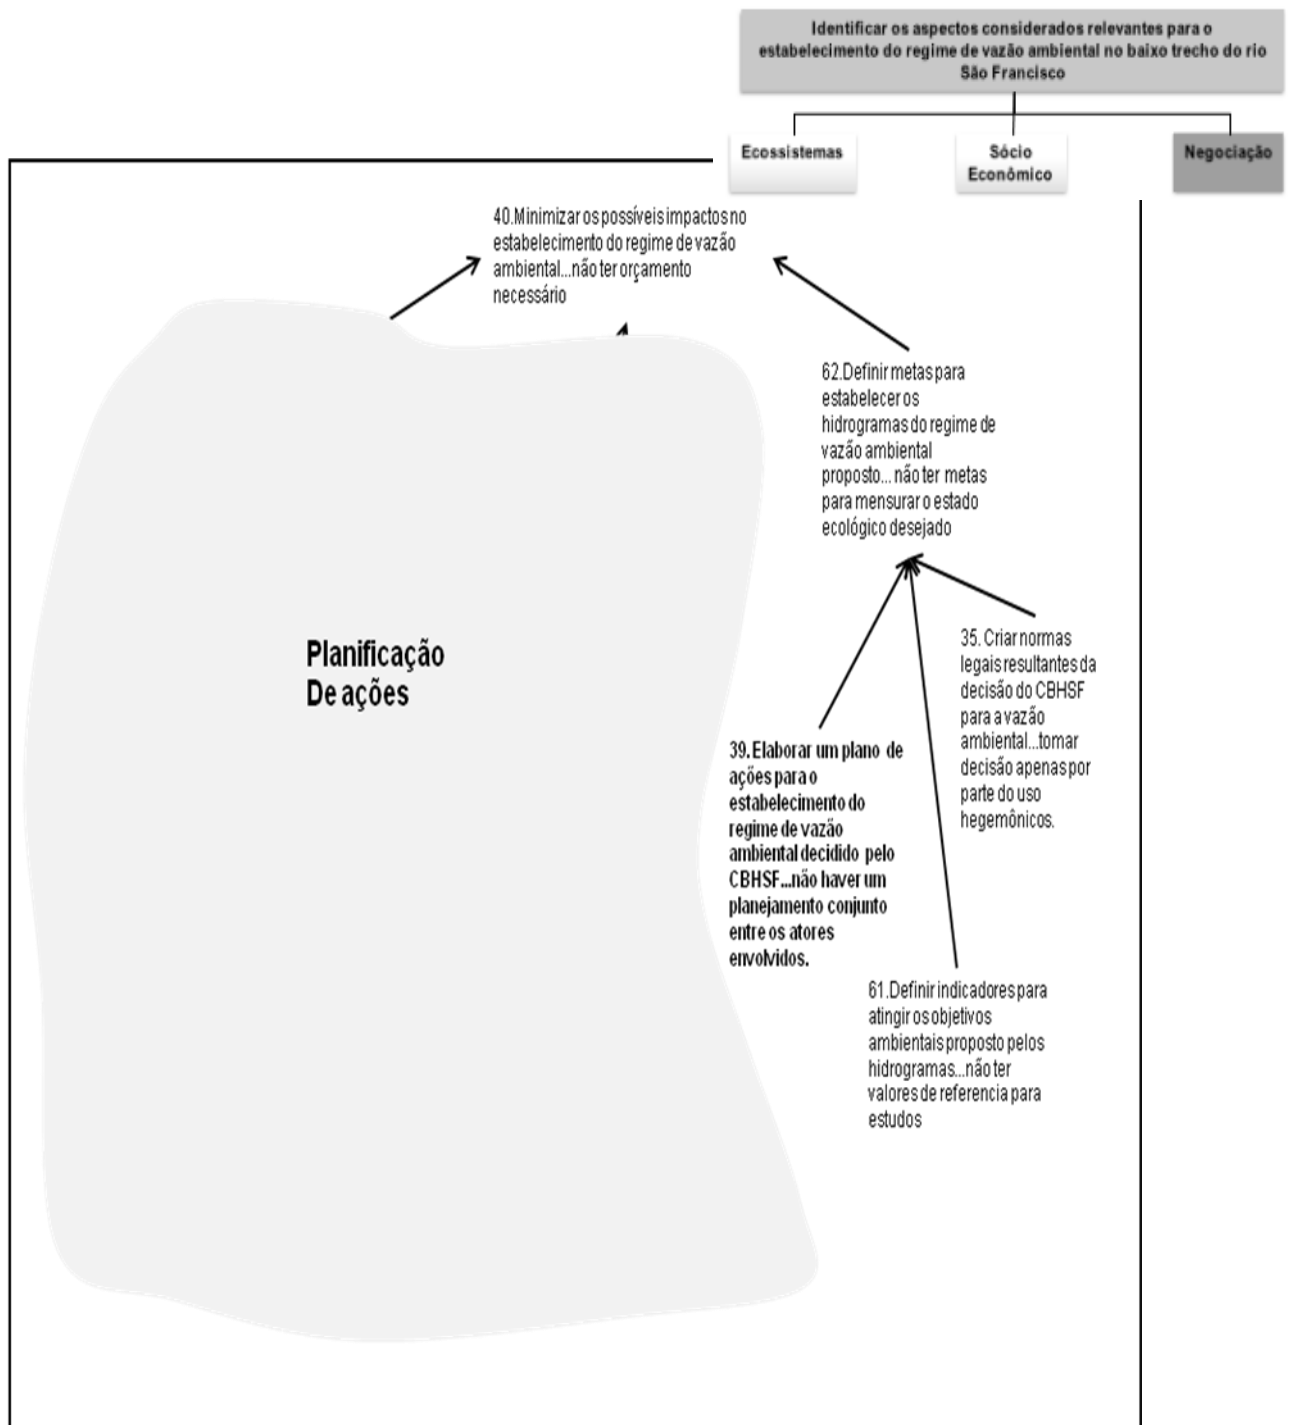 Identificar os aspectos considerados relevantes para o
estabelecimento do regime de vazão ambiental no baixo trecho do rio
São Francisco
Ecossistemas
Sócio
Econômico
Negociação
40.Minimizar os possíveis impactos no
estabelecimento do regime de vazão
ambiental...não ter orçamento
necessário
62.Definir metas para
estabelecer os
hidrogramas do regime de
vazão ambiental
proposto... não ter metas
para mensurar o estado
ecológico desejado
Planificação
De ações
35. Criar normas
legais resultantes da
decisão do CBHSF
para a vazão
ambiental...tomar
decisão apenas por
parte do uso
hegemônicos.
39. Elaborar um plano de
ações para o
estabelecimento do
regime de vazão
ambiental decidido pelo
CBHSF...não haver um
planejamento conjunto
entre os atores
envolvidos.
61.Definir indicadores para
atingir os objetivos
ambientais proposto pelos
hidrogramas...não ter
valores de referencia para
estudos